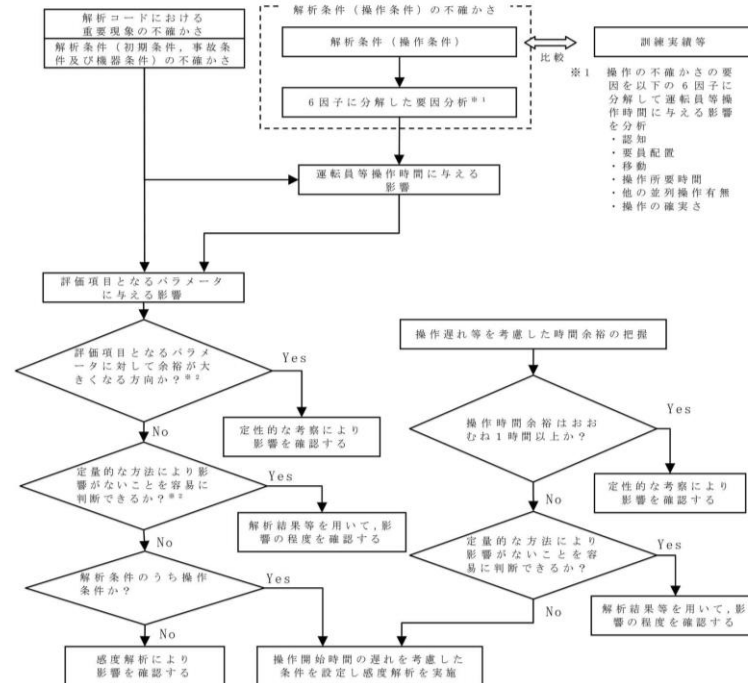 解析コードにおける
重要現象の不確かさ
解析条件（初期条件，事故条
件及び機器条件）の不確かさ
解析条件（操作条件）の不確かさ
解析条件（操作条件）
6因子に分解した要因分析※1
比較
訓練実績等
※1 操作の不確かさの要
因を以下の6因子に
分解して運転員等操
作時間に与える影響
を分析
・認知
・要員配置
・移動
・操作所要時間
・他の並列操作有無
・操作の確実さ
運転員等操作時間に与える
影響
評価項目となるパラメータ
に与える影響
評価項目となるパラメ
ータに対して余裕が大
きくなる方向か？※2
Yes
定性的な考察により
影響を確認する
No
定量的な方法により影
響がないことを容易に
判断できるか？※2
Yes
解析結果等を用いて，影
響の程度を確認する
No
解析条件のうち操作
条件か？
Yes
No
感度解析により
影響を確認する
操作開始時間の遅れを考慮した
条件を設定し感度解析を実施
操作遅れ等を考慮した時間余裕の把握
操作時間余裕はおお
むね1時間以上か？
Yes
定性的な考察により
影響を確認する
No
定量的な方法により
影響がないことを容
易に判断できるか？
Yes
解析結果等を用いて，影
響の程度を確認する
No